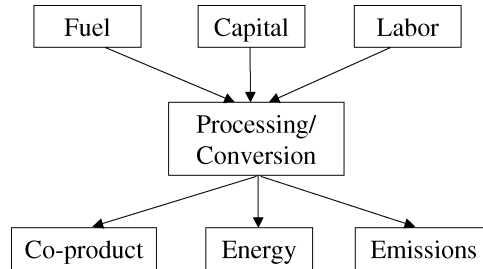 Fuel
Capital
Labor
Processing/
Conversion
Co-product
Energy
Emissions